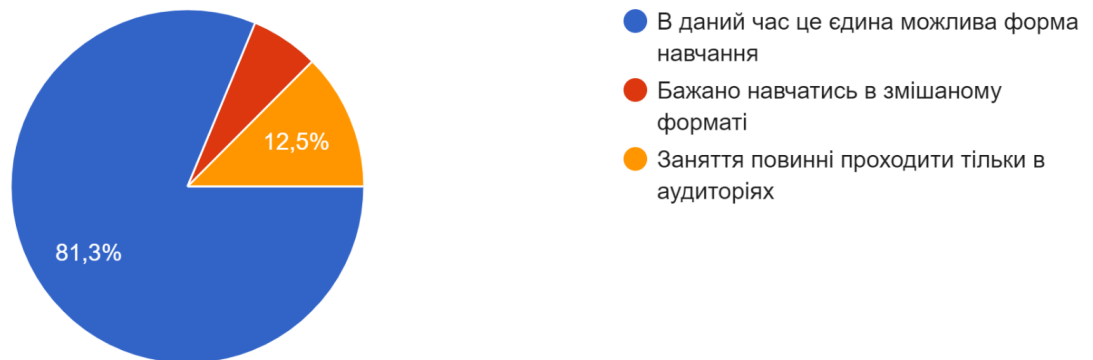 В даний час це єдина можлива форма
навчання
Бажано навчатись в змішаному
форматі
Заняття повинні проходити тільки в
аудиторіях
12,5%
81,3%